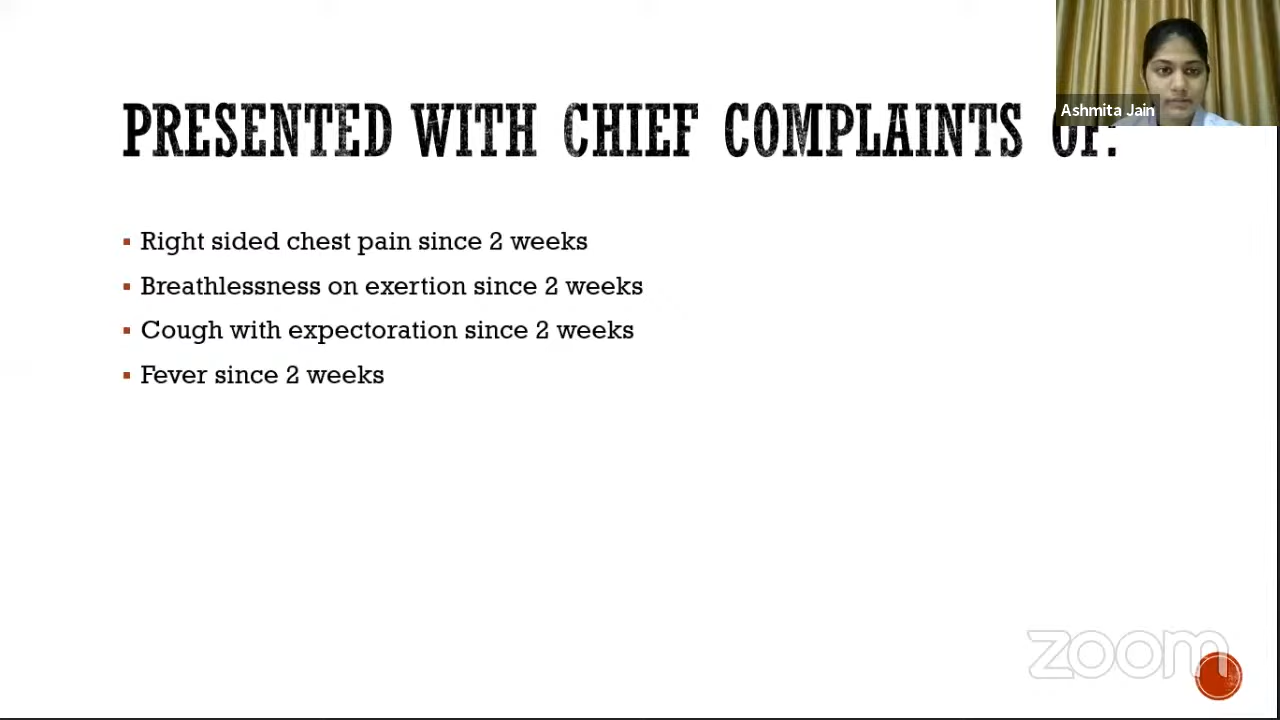 Ashmita Jain
PRESENTED WITH CHIEF COMPLAINTS OF:
Right sided chest pain since 2 weeks
Breathlessness on exertion since 2 weeks
Cough with expectoration since 2 weeks
Fever since 2 weeks
zoom